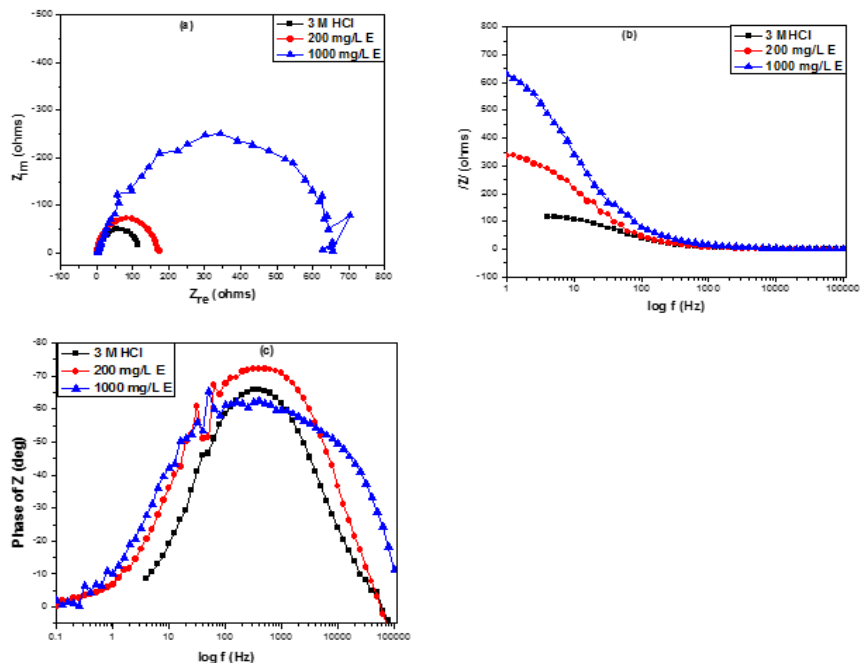 (a)
3 M HCl
200 mg/L E
1000 mg/L E
-500
-400
-300
-200
-100
0
Z_im (ohms)
-100 0 100 200 300 400 500 600 700 800
Z_re (ohms)
(b)
3 M HCl
200 mg/L E
1000 mg/L E
800
700
600
500
400
300
200
100
0
-100
/Z/ (ohms)
1 10 100 1000 10000 100000
log f (Hz)
(c)
3 M HCl
200 mg/L E
1000 mg/L E
-80
-70
-60
-50
-40
-30
-20
-10
-0
Phase of Z (deg)
0.1 1 10 100 1000 10000 100000
log f (Hz)